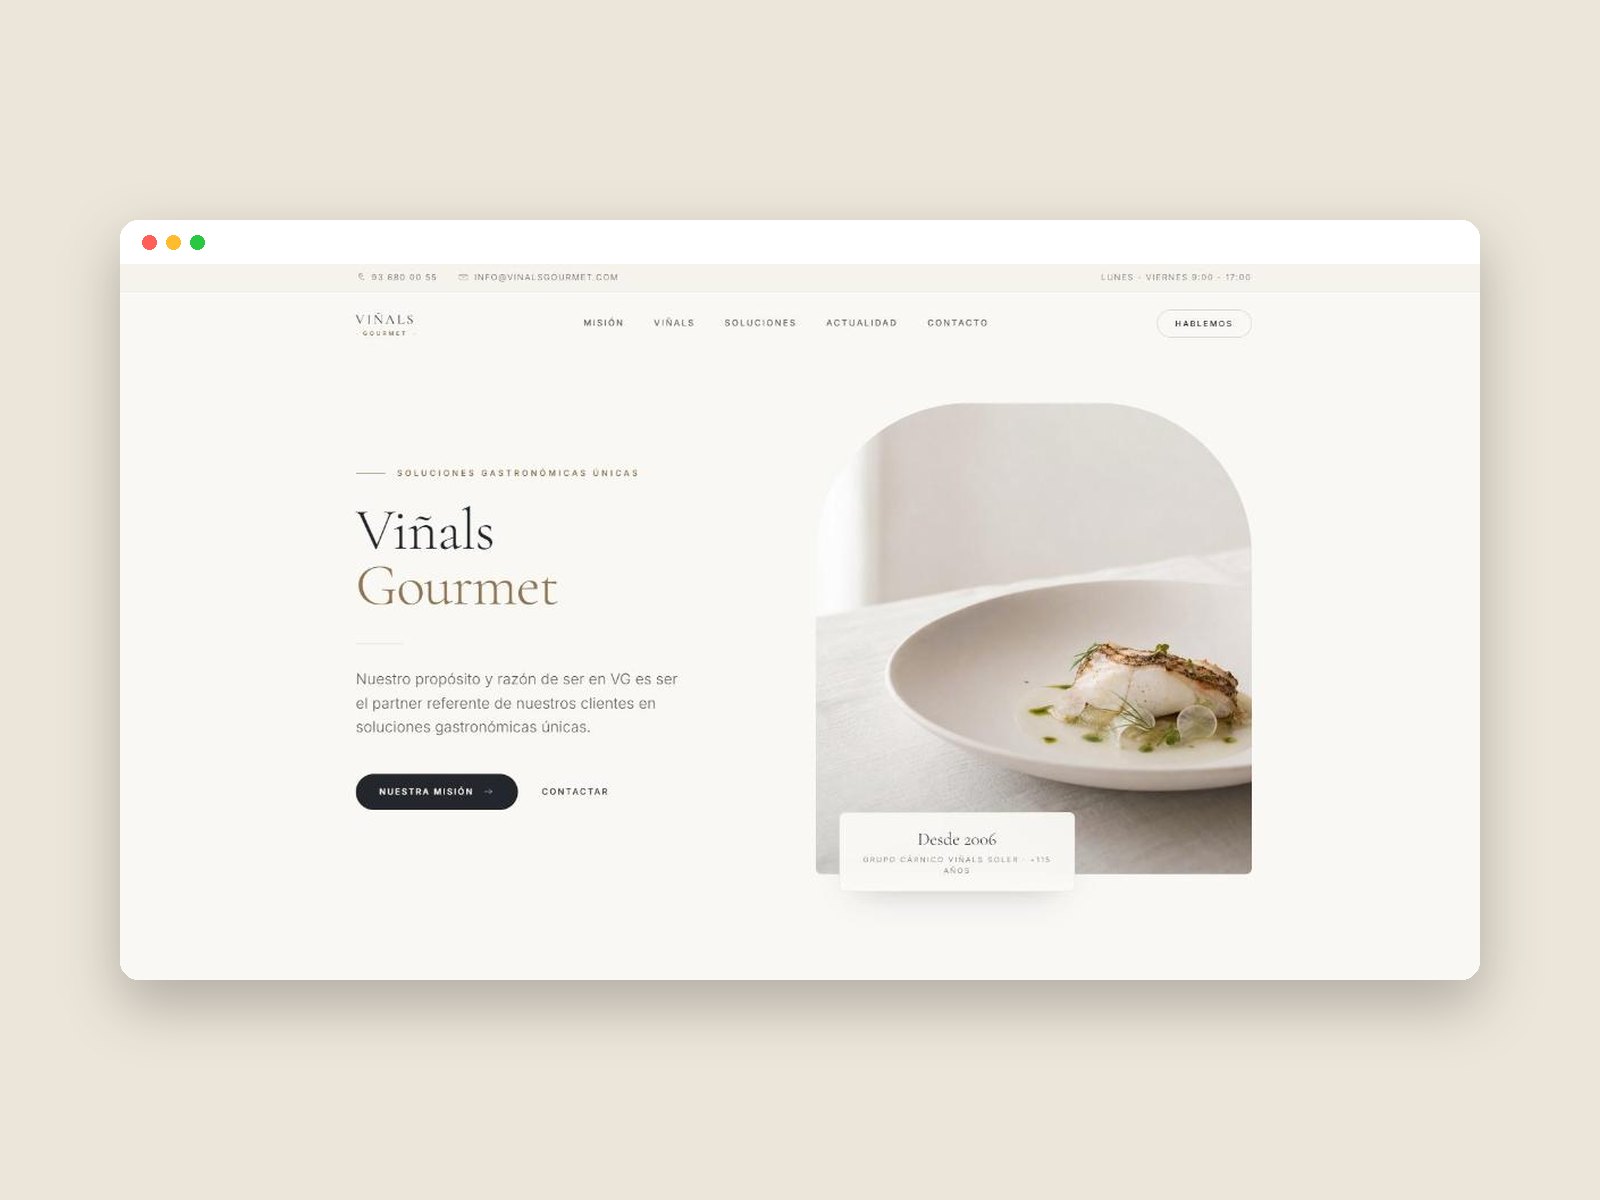 93 680 00 55
INFO@VINALSGOURMET.COM
LUNES - VIERNES 9:00 - 17:00
VIÑALS
GOURMET
MISIÓN
VIÑALS
SOLUCIONES
ACTUALIDAD
CONTACTO
HABLEMOS
SOLUCIONES GASTRONÓMICAS ÚNICAS
Viñals
Gourmet
Nuestro propósito y razón de ser en VG es ser
el partner referente de nuestros clientes en
soluciones gastronómicas únicas.
NUESTRA MISIÓN →
CONTACTAR
Desde 2006
GRUPO CÁRNICO VIÑALS SOLER · +115
AÑOS